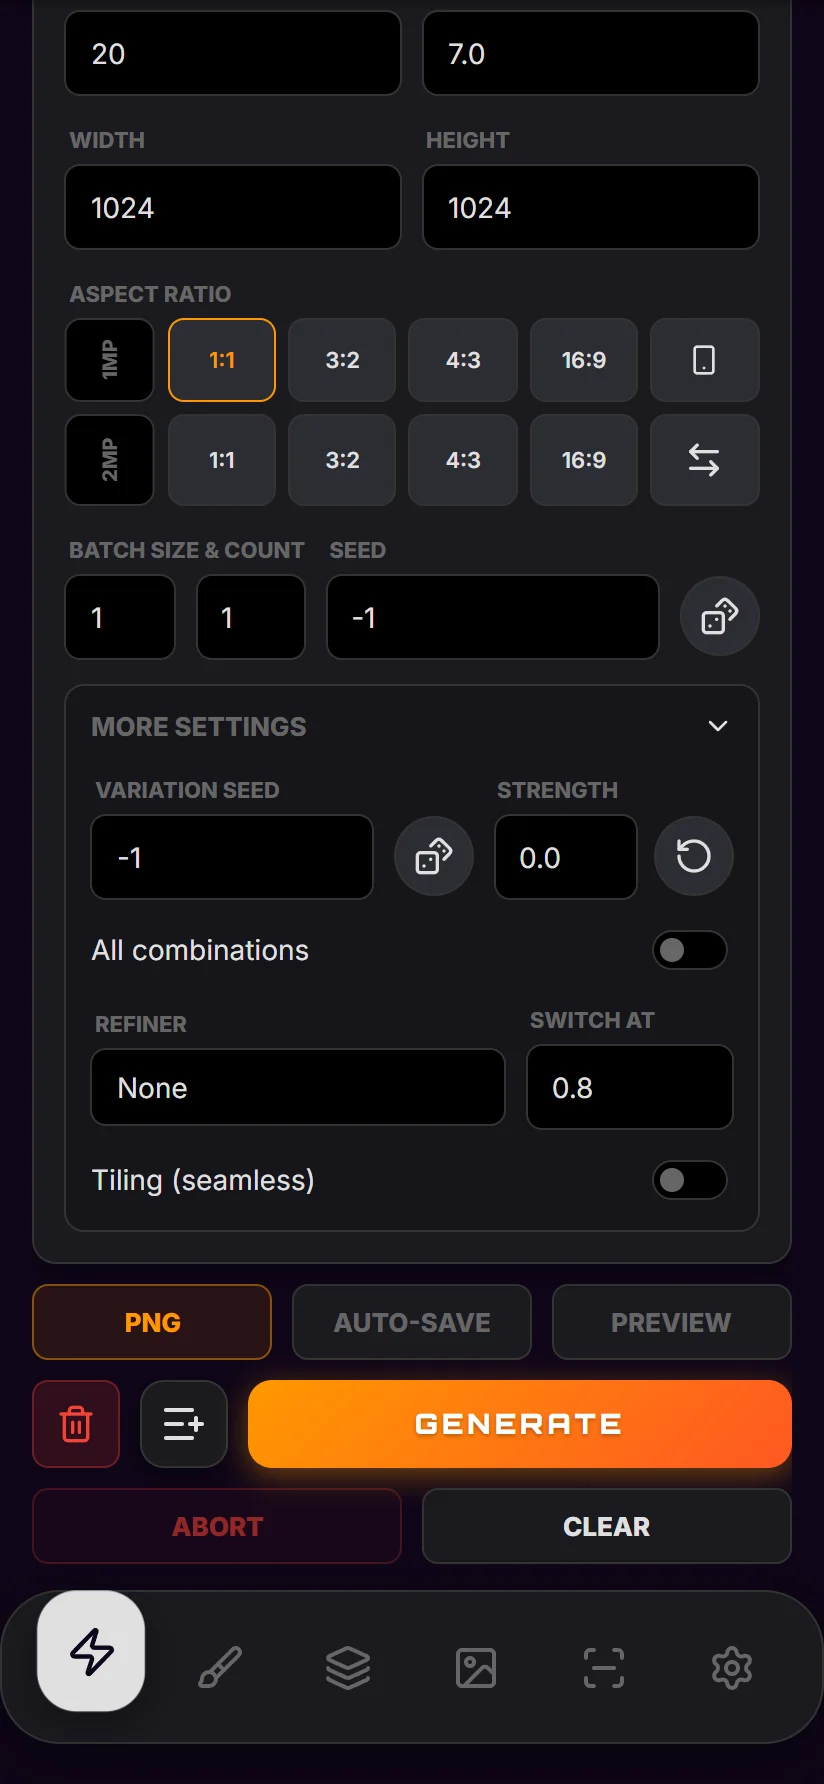 20 7.0
WIDTH HEIGHT
1024 1024
ASPECT RATIO
1MP 1:1 3:2 4:3 16:9
2MP 1:1 3:2 4:3 16:9
BATCH SIZE & COUNT SEED
1 1 -1
MORE SETTINGS
VARIATION SEED STRENGTH
-1 0.0
All combinations
REFINER SWITCH AT
None 0.8
Tiling (seamless)
PNG AUTO-SAVE PREVIEW
GENERATE
ABORT CLEAR